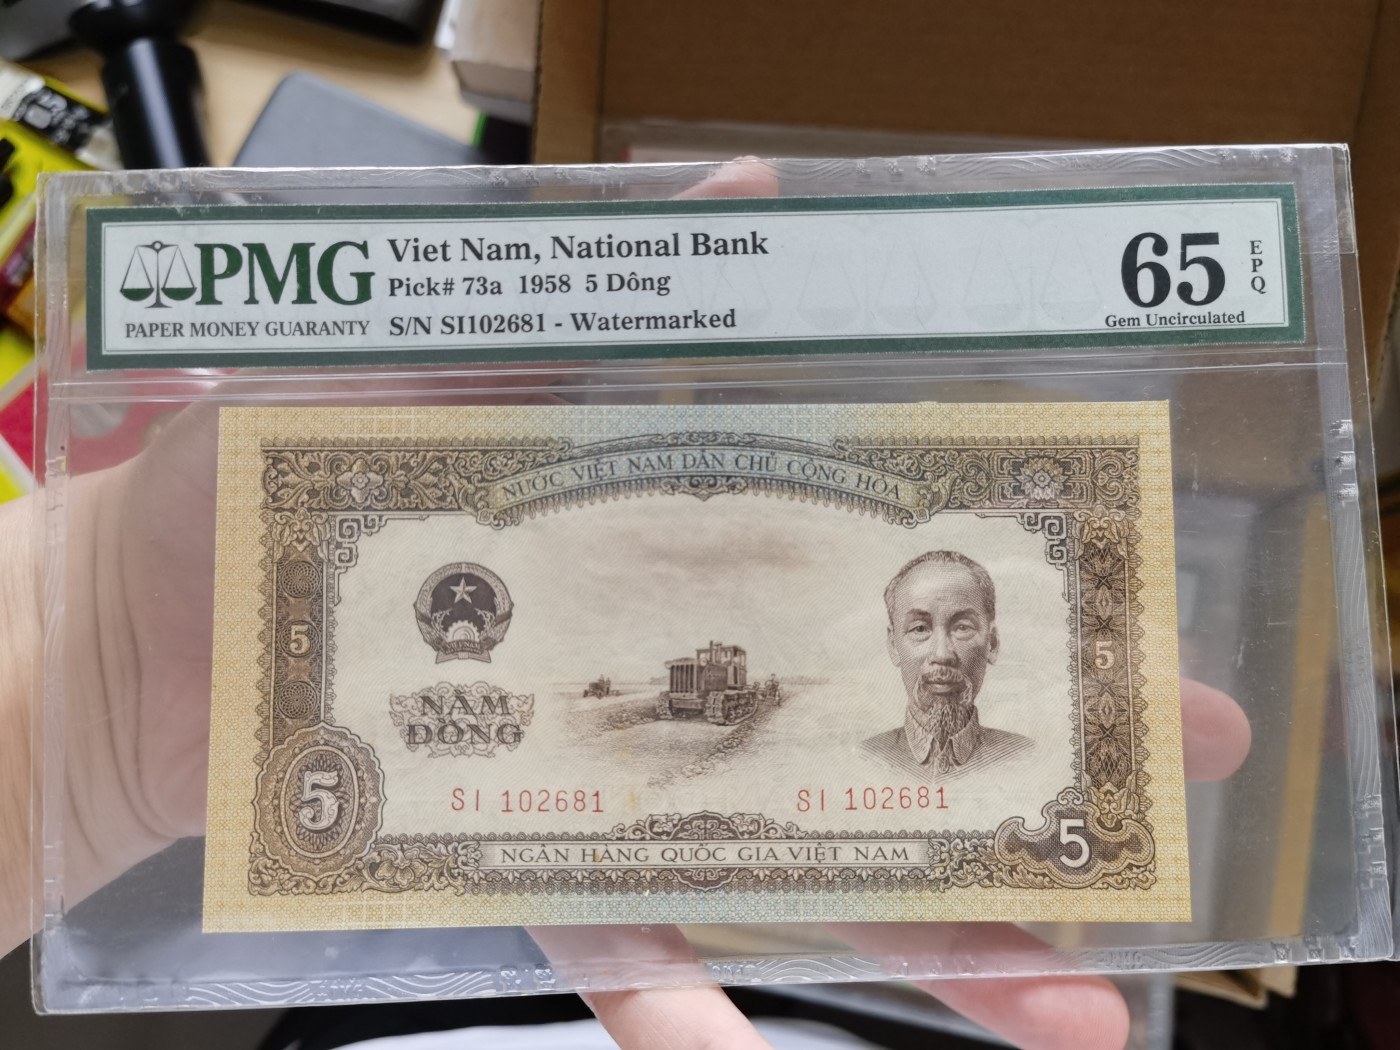 PMG
PAPER MONEY GUARANTY
Viet Nam, National Bank
Pick# 73a 1958 5 Dông
S/N SI102681 - Watermarked
65
EPQ
Gem Uncirculated
NƯỚC VIỆT NAM DÂN CHỦ CỘNG HÒA
5
5
NĂM
ĐỒNG
5
SI 102681
SI 102681
5
NGÂN HÀNG QUỐC GIA VIỆT NAM